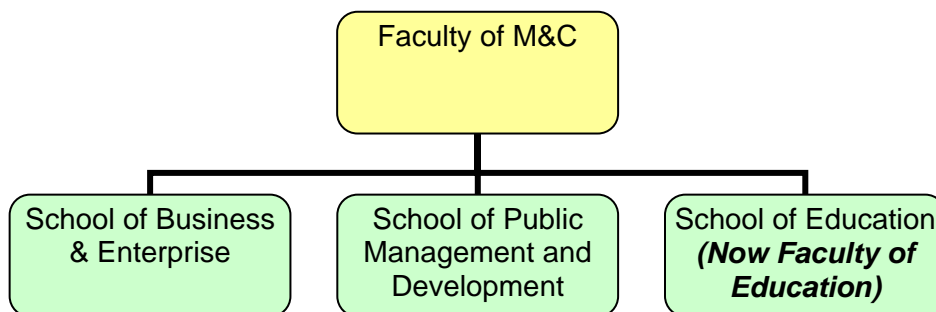 Faculty of M&C
School of Business
& Enterprise
School of Public
Management and
Development
School of Education
(Now Faculty of
Education)